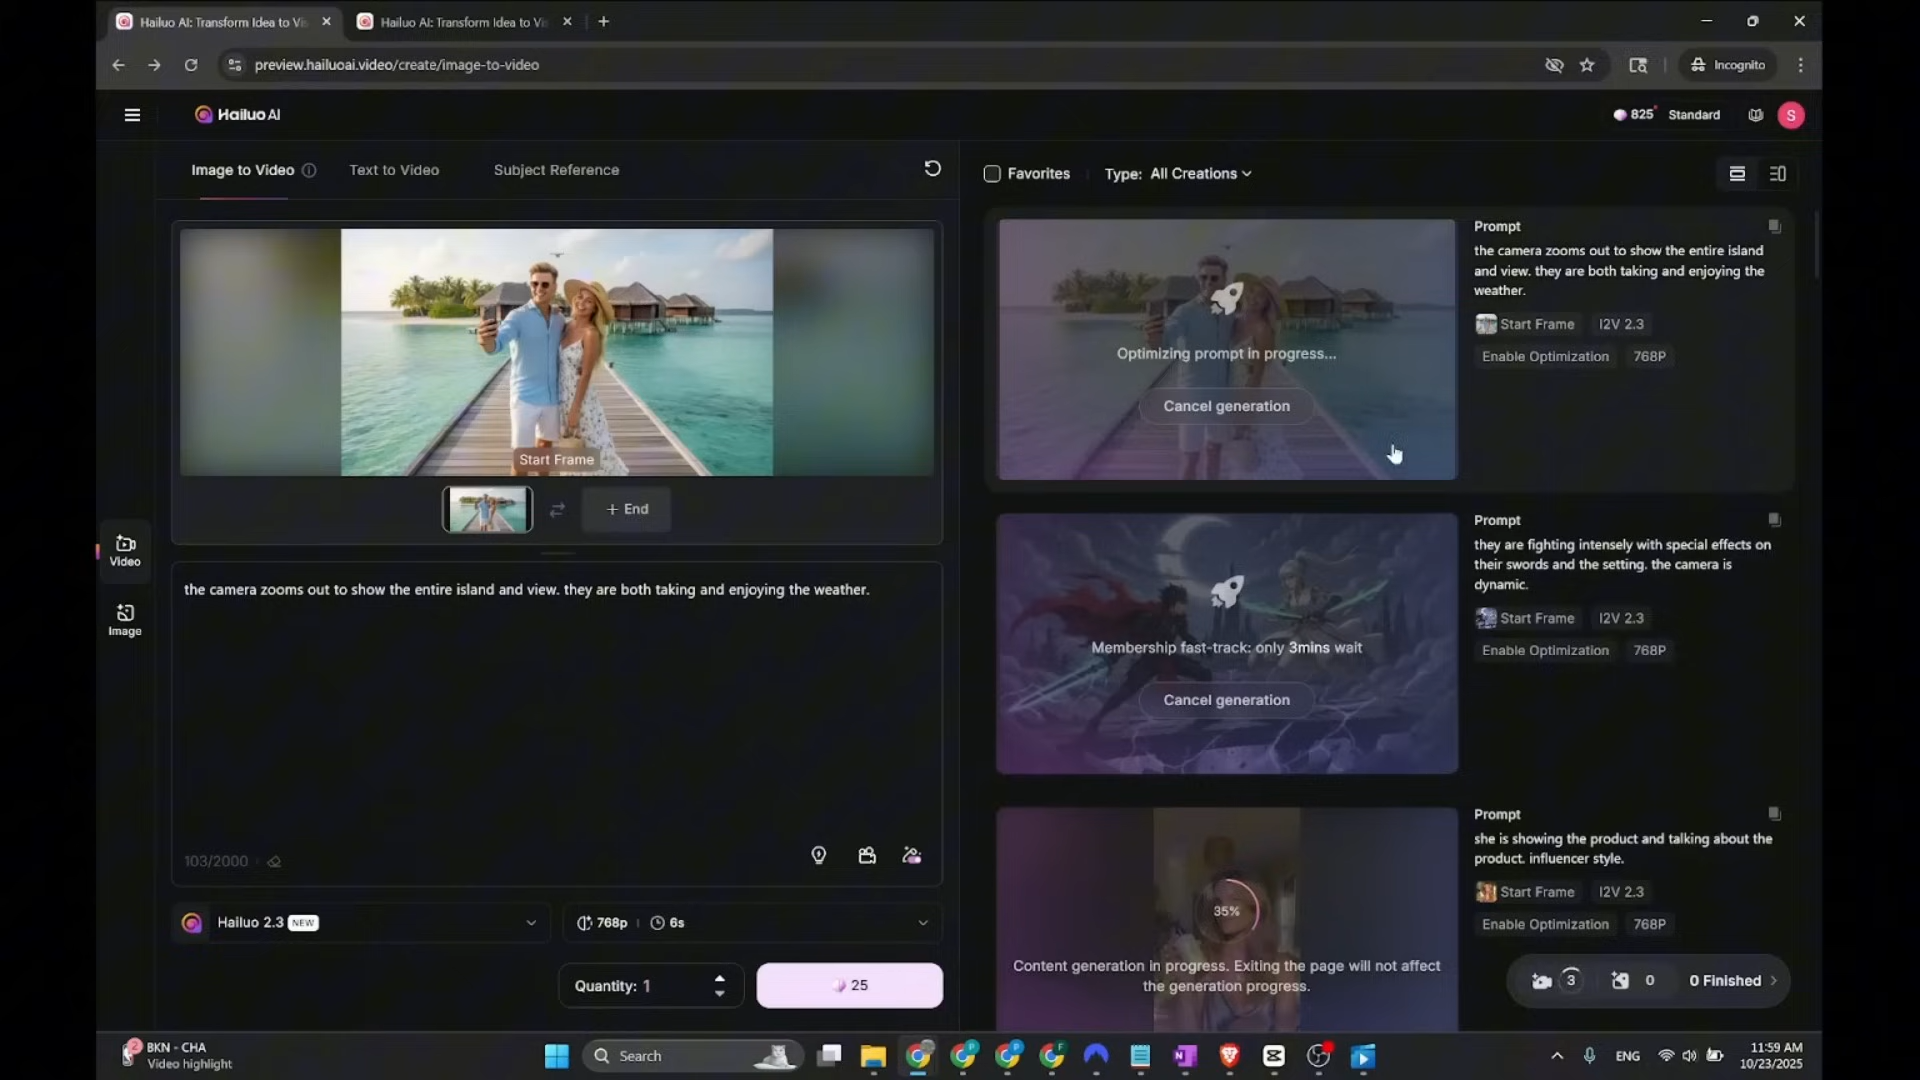 Hailuo AI: Transform Idea to Vis
Hailuo AI: Transform Idea to Vi
preview.hailuoai.video/create/image-to-video
Incognito
Hailuo AI
825
Standard
S
Image to Video
Text to Video
Subject Reference
Favorites
Type: All Creations
Start Frame
+ End
Video
Image
the camera zooms out to show the entire island and view. they are both taking and enjoying the weather.
103/2000
Hailuo 2.3 NEW
768p
6s
Quantity: 1
25
Optimizing prompt in progress...
Cancel generation
Prompt
the camera zooms out to show the entire island
and view. they are both taking and enjoying the
weather.
Start Frame
I2V 2.3
Enable Optimization
768P
Membership fast-track: only 3mins wait
Cancel generation
Prompt
they are fighting intensely with special effects on
their swords and the setting. the camera is
dynamic.
Start Frame
I2V 2.3
Enable Optimization
768P
35%
Content generation in progress. Exiting the page will not affect
the generation progress.
Prompt
she is showing the product and talking about the
product. influencer style.
Start Frame
I2V 2.3
Enable Optimization
768P
3
0
0 Finished
2
BKN - CHA
Video highlight
Search
P
P
F
ENG
11:59 AM
10/23/2025